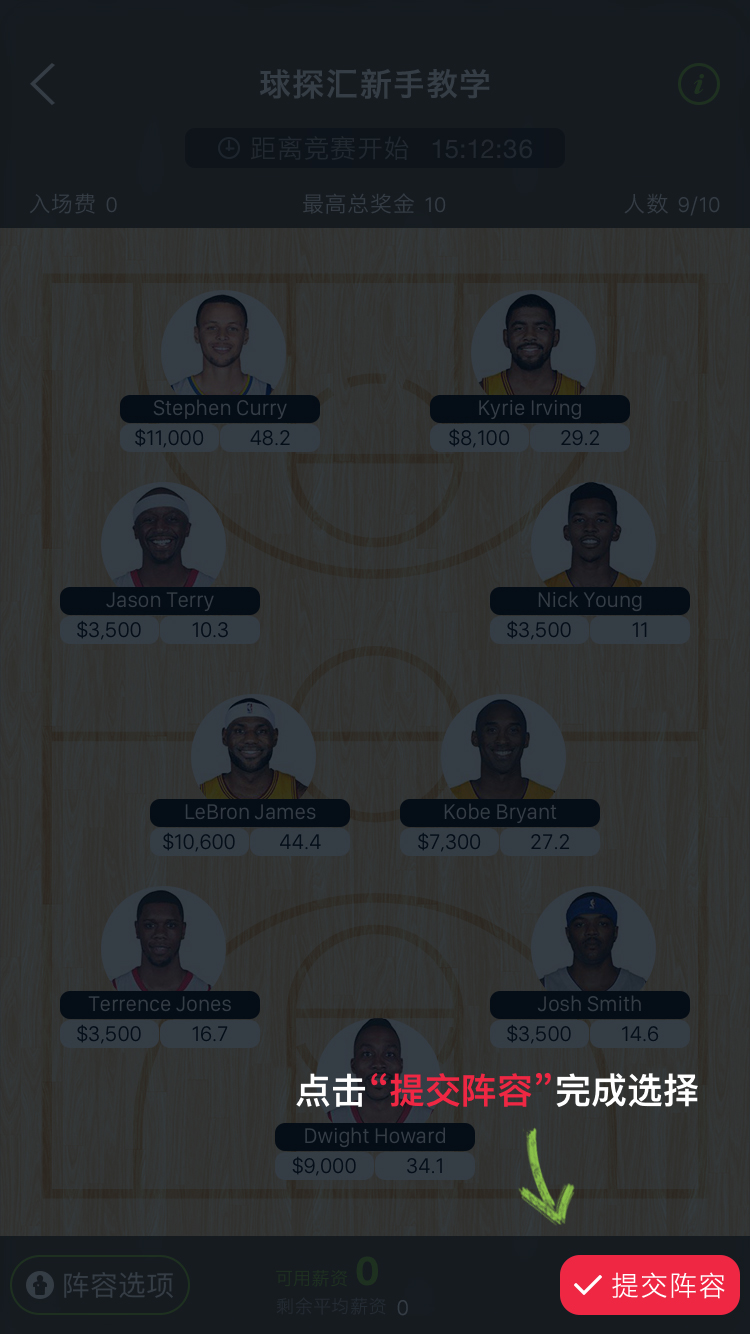 球探汇新手教学
i
距离竞赛开始 15:12:36
入场费 0 最高总奖金 10 人数 9/10
Stephen Curry Kyrie Irving
$11,000 48.2 $8,100 29.2
Jason Terry Nick Young
$3,500 10.3 $3,500 11
LeBron James Kobe Bryant
$10,600 44.4 $7,300 27.2
Terrence Jones Josh Smith
$3,500 16.7 $3,500 14.6
点击“提交阵容”完成选择
Dwight Howard
$9,000 34.1
阵容选项 可用薪资 0 提交阵容
剩余平均薪资 0